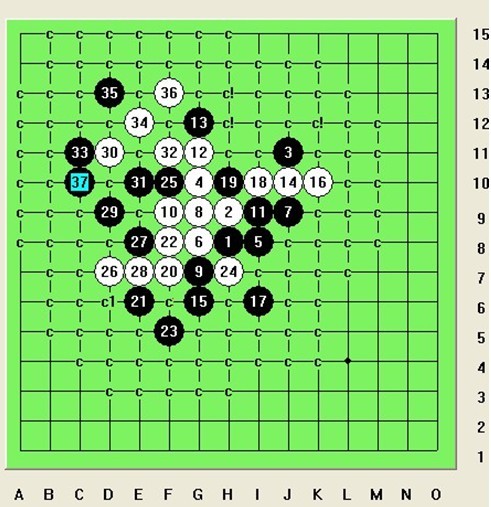 c c c c c c c 15
c c c c c c c c c c 14
c c c 35 c 36 c c! c c c c 13
c c c c 34 c 13 c! c c c! c c 12
c c 33 30 c 32 12 c c 3 c c c 11
c c 37 c 31 25 4 19 18 14 16 c c 10
c c c 29 c 10 8 2 11 7 c c c 9
c c c c 27 22 6 1 5 c c c c 8
c c 26 28 20 9 24 c c c c 7
c c c1 21 c 15 c 17 c c 6
c c c c 23 c c c c c 5
c c c c c c c c c 4
c c c c c 3
2
1
A B C D E F G H I J K L M N O